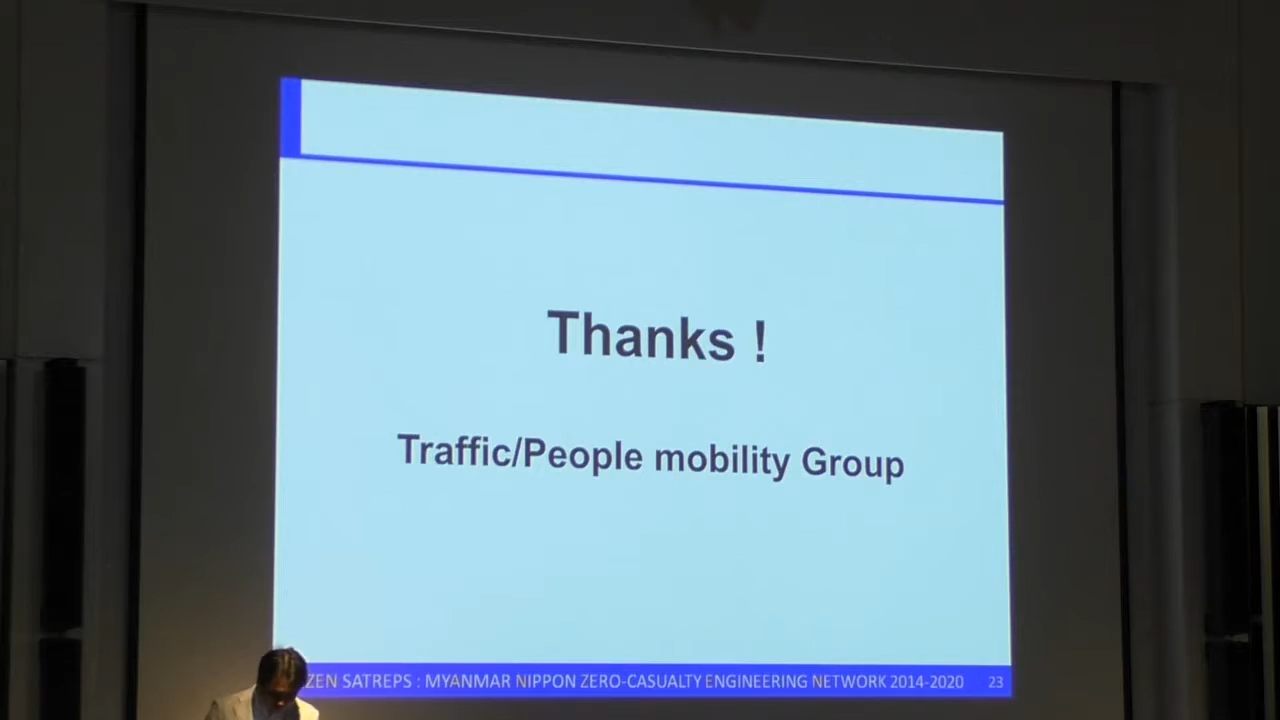 Thanks !
Traffic/People mobility Group
ZEN SATREPS : MYANMAR NIPPON ZERO-CASUALTY ENGINEERING NETWORK 2014-2020 23